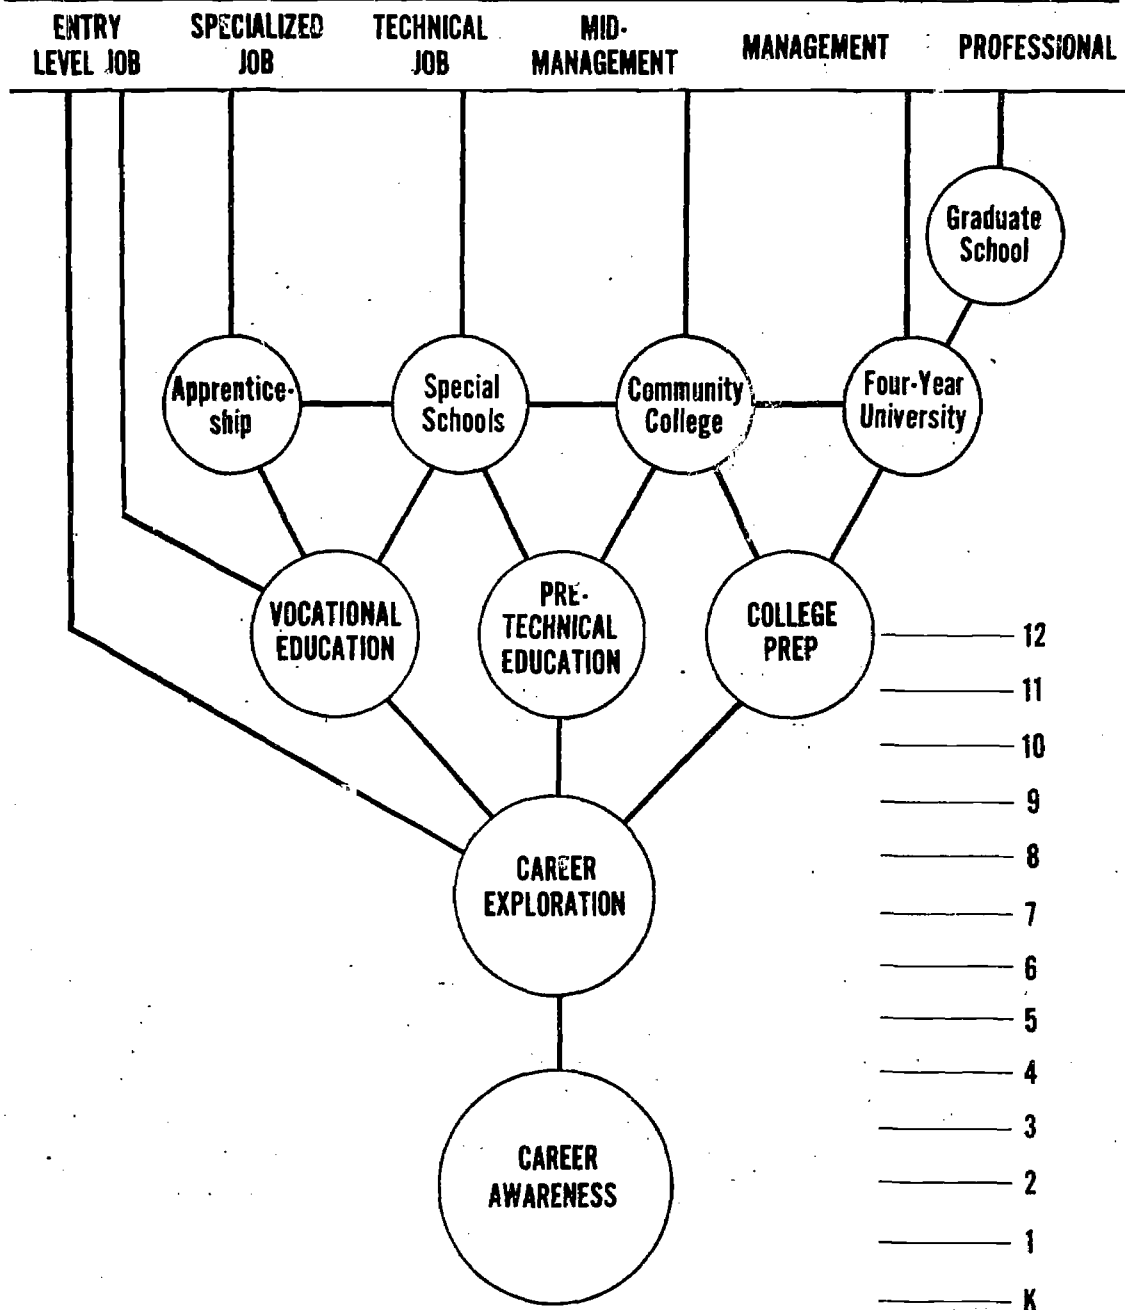 ENTRY
LEVEL JOB
SPECIALIZED
JOB
TECHNICAL
JOB
MID-
MANAGEMENT
MANAGEMENT
PROFESSIONAL
Graduate
School
Apprentice-
ship
Special
Schools
Community
College
Four-Year
University
VOCATIONAL
EDUCATION
PRE-
TECHNICAL
EDUCATION
COLLEGE
PREP
12
11
10
9
8
7
6
5
4
3
2
1
K
CAREER
EXPLORATION
CAREER
AWARENESS